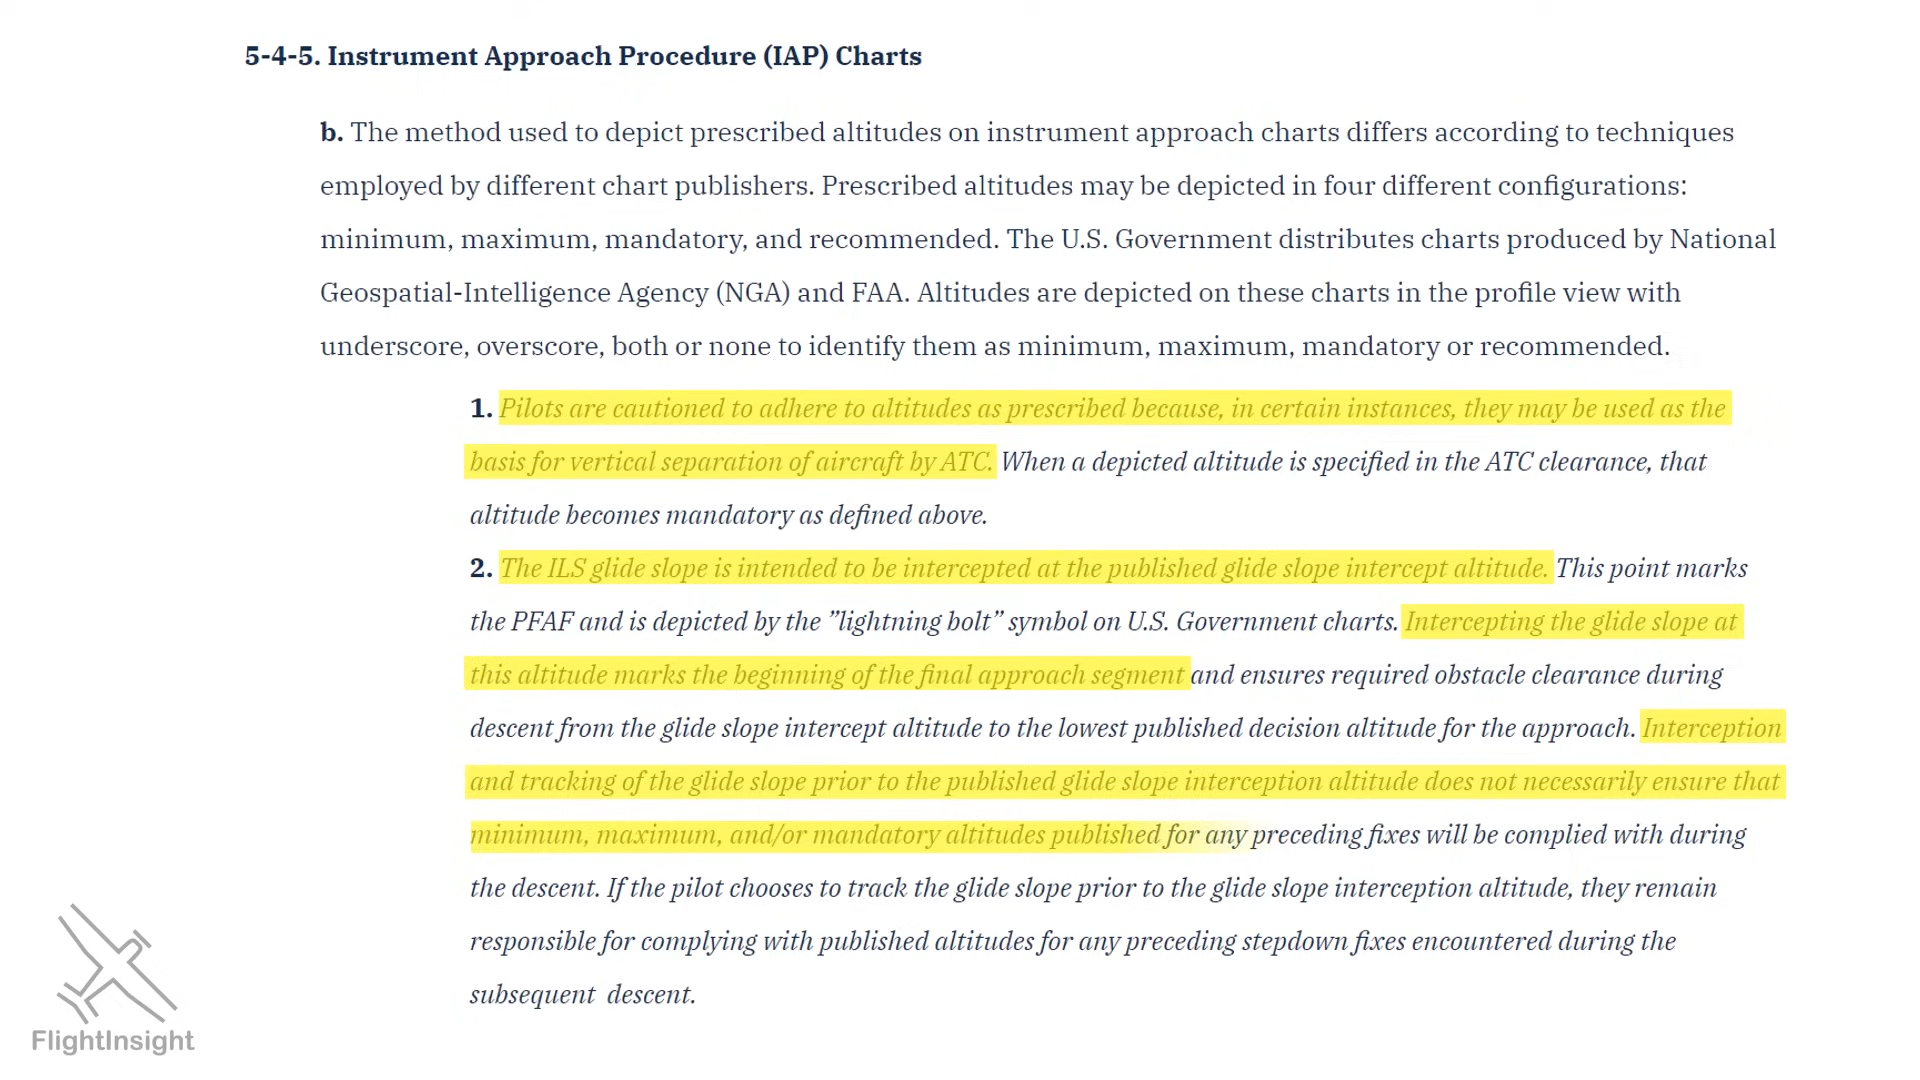 5-4-5. Instrument Approach Procedure (IAP) Charts
b. The method used to depict prescribed altitudes on instrument approach charts differs according to techniques
employed by different chart publishers. Prescribed altitudes may be depicted in four different configurations:
minimum, maximum, mandatory, and recommended. The U.S. Government distributes charts produced by National
Geospatial-Intelligence Agency (NGA) and FAA. Altitudes are depicted on these charts in the profile view with
underscore, overscore, both or none to identify them as minimum, maximum, mandatory or recommended.
1. Pilots are cautioned to adhere to altitudes as prescribed because, in certain instances, they may be used as the
basis for vertical separation of aircraft by ATC. When a depicted altitude is specified in the ATC clearance, that
altitude becomes mandatory as defined above.
2. The ILS glide slope is intended to be intercepted at the published glide slope intercept altitude. This point marks
the PFAF and is depicted by the ”lightning bolt” symbol on U.S. Government charts. Intercepting the glide slope at
this altitude marks the beginning of the final approach segment and ensures required obstacle clearance during
descent from the glide slope intercept altitude to the lowest published decision altitude for the approach. Interception
and tracking of the glide slope prior to the published glide slope interception altitude does not necessarily ensure that
minimum, maximum, and/or mandatory altitudes published for any preceding fixes will be complied with during
the descent. If the pilot chooses to track the glide slope prior to the glide slope interception altitude, they remain
responsible for complying with published altitudes for any preceding stepdown fixes encountered during the
subsequent descent.
FlightInsight